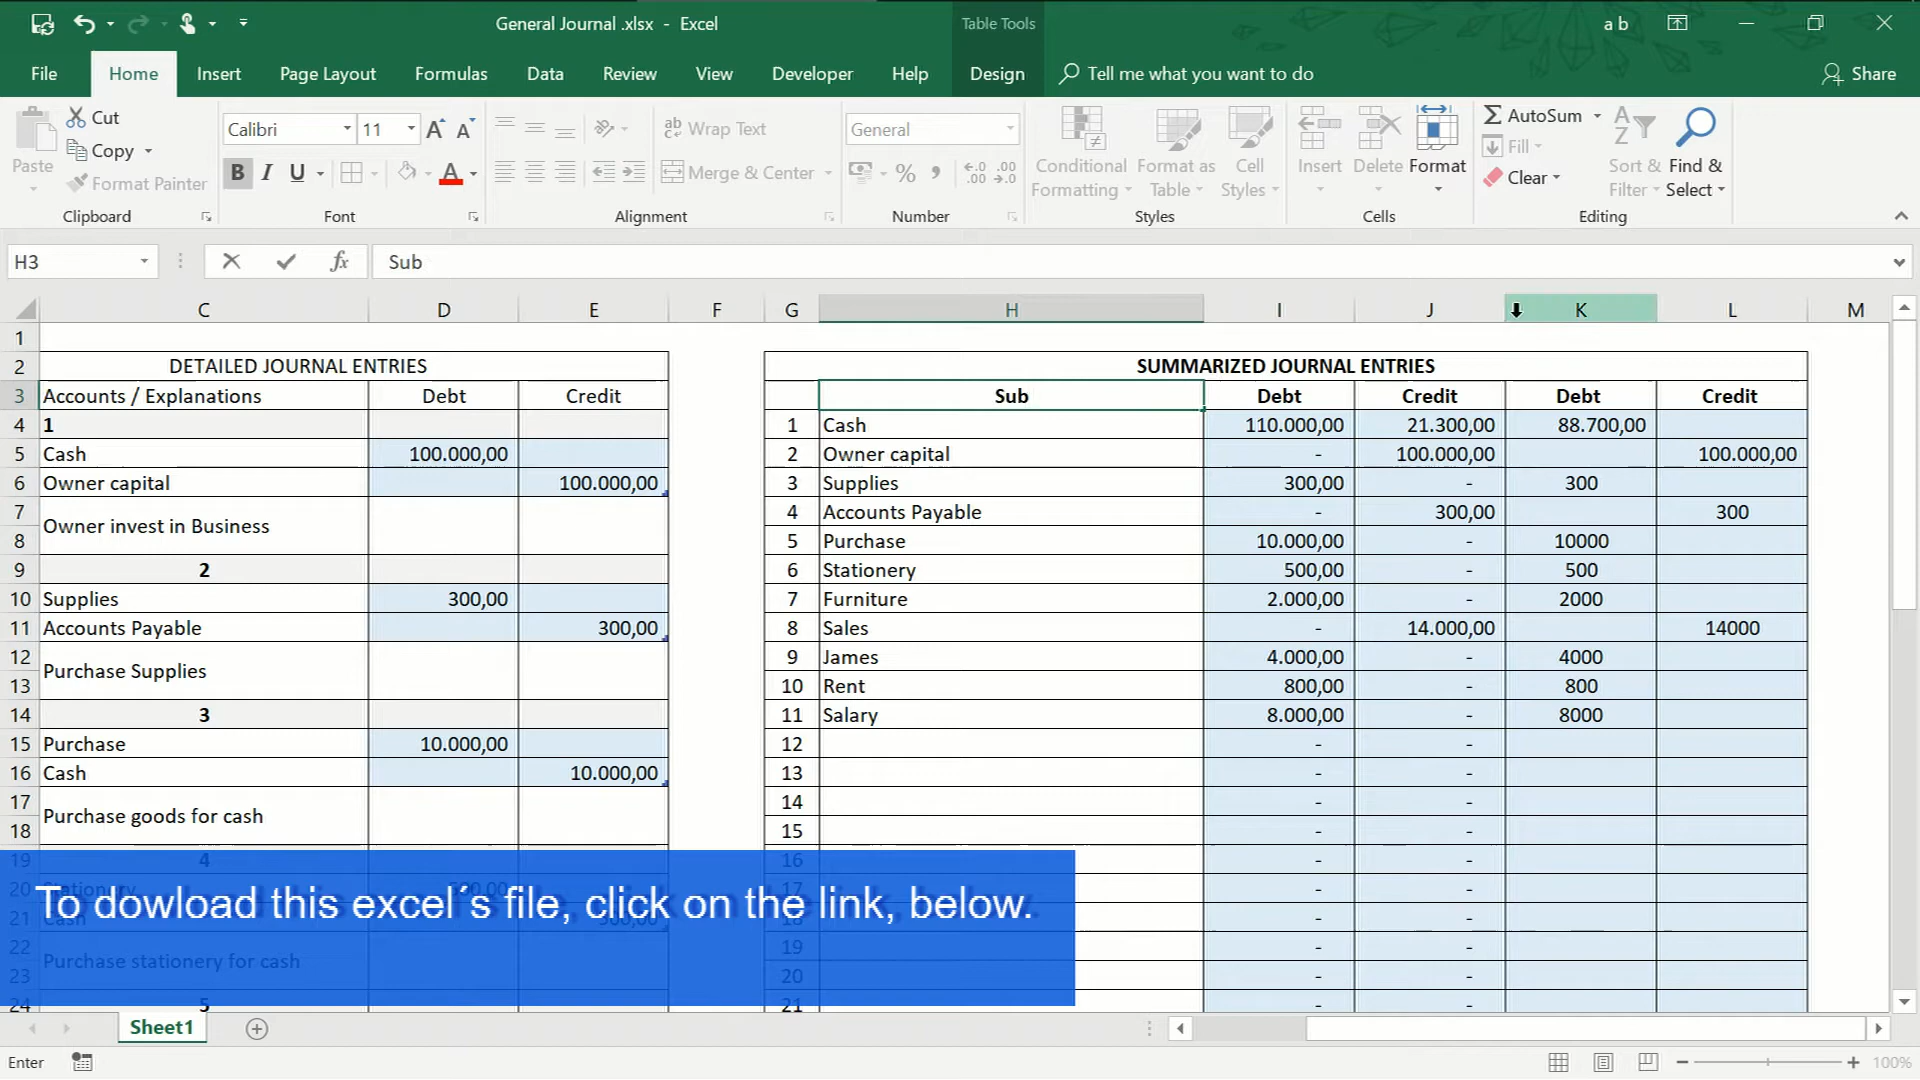 General Journal .xlsx - Excel
Table Tools
a b
File Home Insert Page Layout Formulas Data Review View Developer Help Design Tell me what you want to do Share
Paste
Cut
Copy
Format Painter
Clipboard
Calibri 11
B I U A
Font
Wrap Text
Merge & Center
Alignment
General
% ,
Number
Conditional Formatting
Format as Table
Cell Styles
Styles
Insert Delete Format
Cells
AutoSum
Fill
Clear
Sort & Filter
Find & Select
Editing
H3 fx Sub
C D E F G H I J K L M
1
2 DETAILED JOURNAL ENTRIES SUMMARIZED JOURNAL ENTRIES
3 Accounts / Explanations Debt Credit Sub Debt Credit Debt Credit
4 1 1 Cash 110.000,00 21.300,00 88.700,00
5 Cash 100.000,00 2 Owner capital - 100.000,00 100.000,00
6 Owner capital 100.000,00 3 Supplies 300,00 - 300
7 4 Accounts Payable - 300,00 300
Owner invest in Business
8 5 Purchase 10.000,00 - 10000
9 2 6 Stationery 500,00 - 500
10 Supplies 300,00 7 Furniture 2.000,00 - 2000
11 Accounts Payable 300,00 8 Sales - 14.000,00 14000
12 9 James 4.000,00 - 4000
Purchase Supplies
13 10 Rent 800,00 - 800
14 3 11 Salary 8.000,00 - 8000
15 Purchase 10.000,00 12 - -
16 Cash 10.000,00 13 - -
17 14 - -
Purchase goods for cash
18 15 - -
19 4 16 - -
20 Stationery 500,00 17 - -
To dowload this excel´s file, click on the link, below.
21 Cash 500,00 18 - -
22 19 - -
Purchase stationery for cash
23 20 - -
24 5 21 - -
Sheet1
Enter 100%